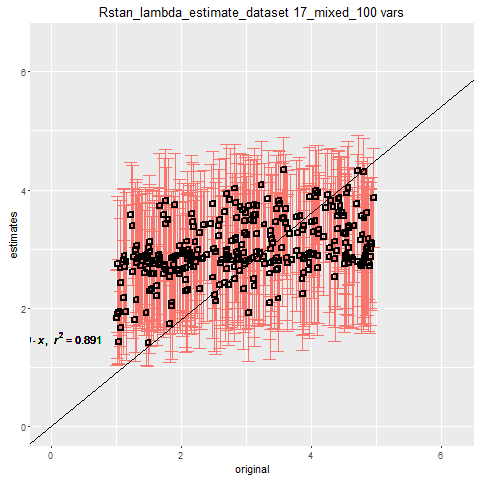 Rstan_lambda_estimate_dataset 17_mixed_100 vars
6
4
2
0
estimates
· x, r² = 0.891
0 2 4 6
original